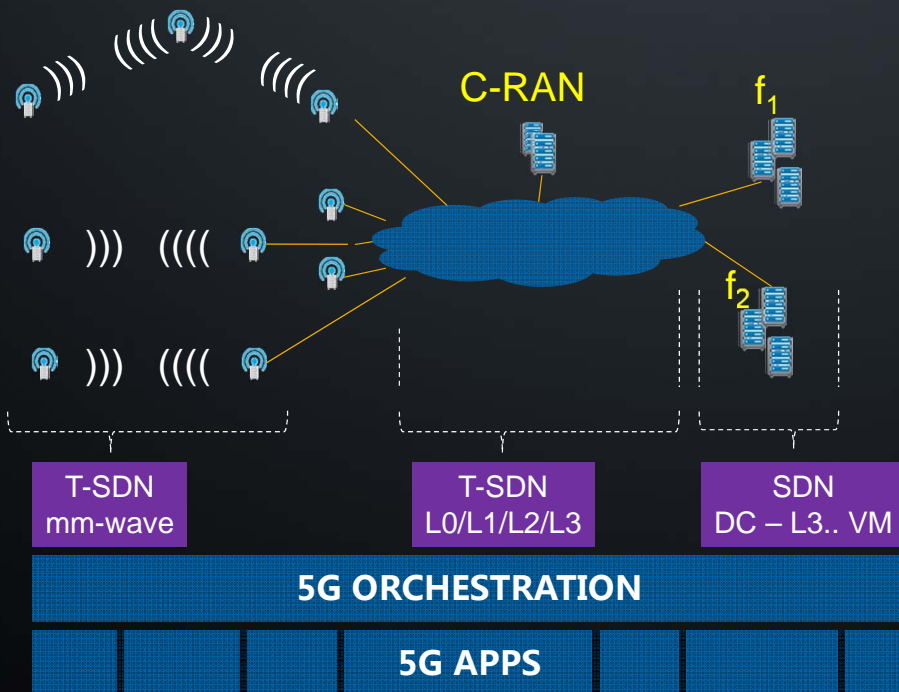 C-RAN
f1
f2
))) (((( )))) ((((
))) ((((
))) ((((
T-SDN
mm-wave
T-SDN
L0/L1/L2/L3
SDN
DC – L3.. VM
5G ORCHESTRATION
5G APPS